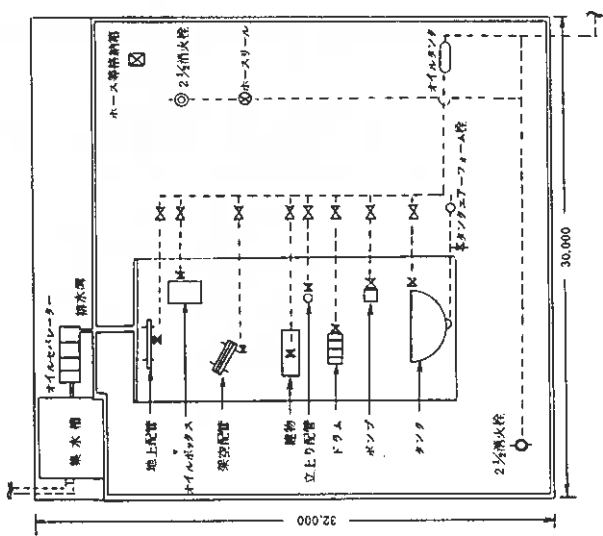 オイルセパレーター
排水溝
集水槽
ホース等格納箱
2½消火栓
ホースリール
オイルタンク
地上配管
オイルボックス
架空配管
建物
立上り配管
ドラム
ポンプ
タンク
タンクエアーフォーム栓
2½消火栓
30,000
32,000